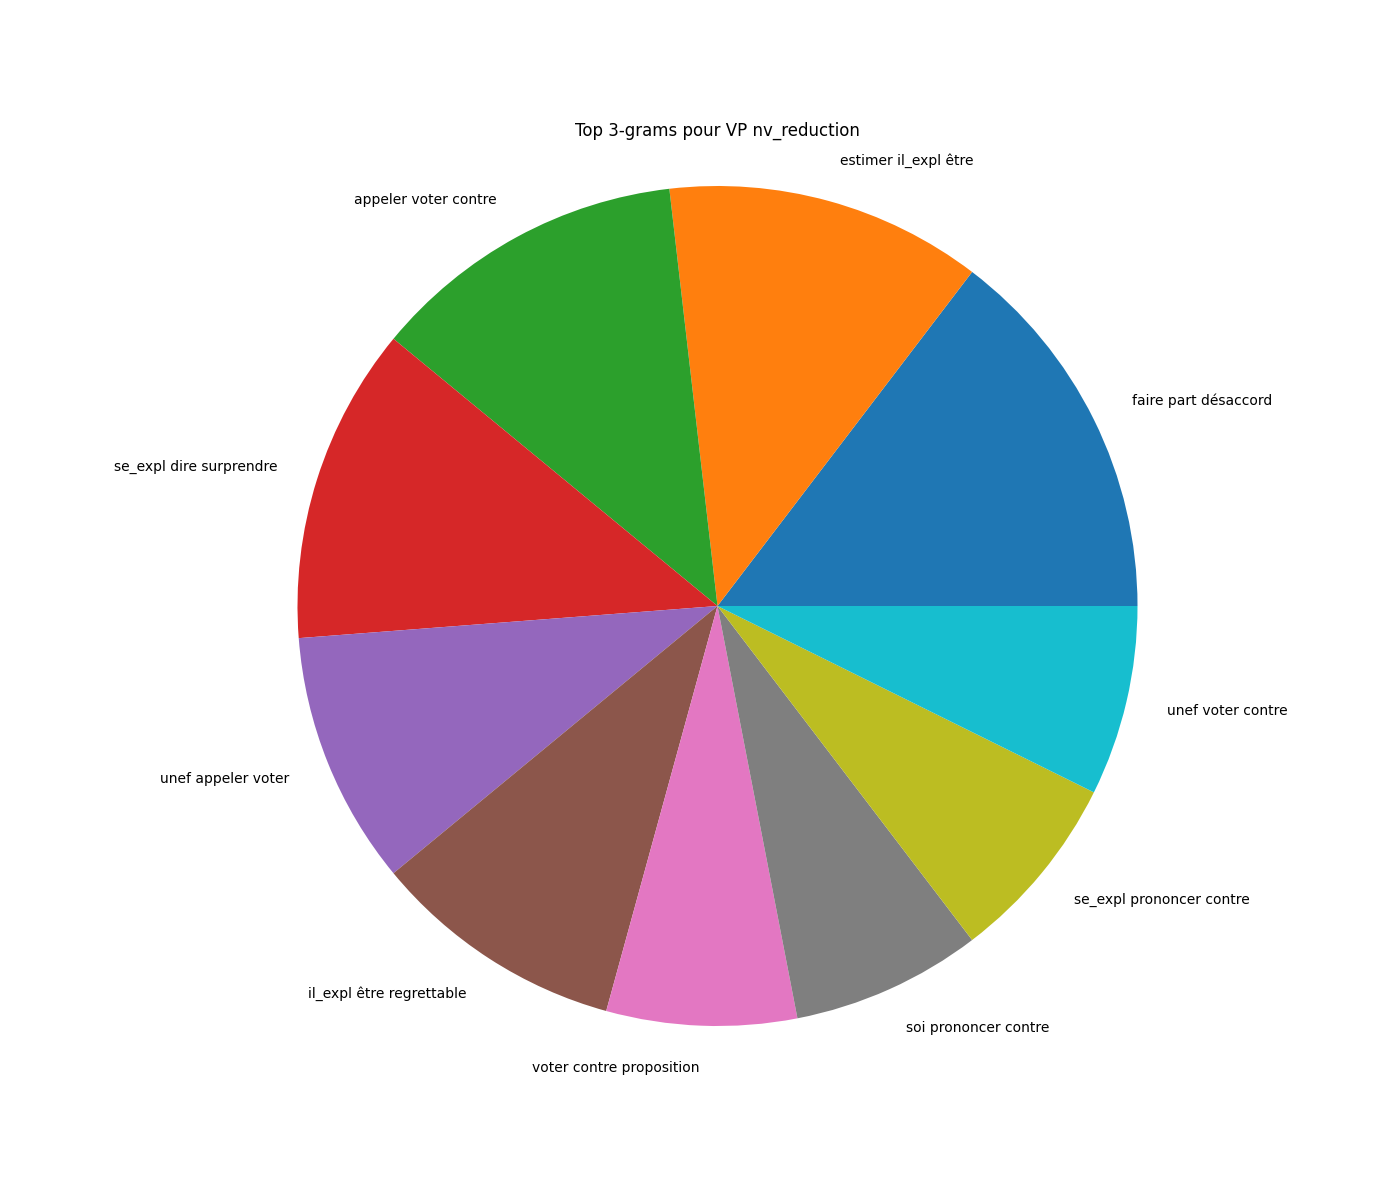 Top 3-grams pour VP nv_reduction
estimer il_expl être
appeler voter contre
faire part désaccord
se_expl dire surprendre
unef voter contre
unef appeler voter
se_expl prononcer contre
il_expl être regrettable
soi prononcer contre
voter contre proposition